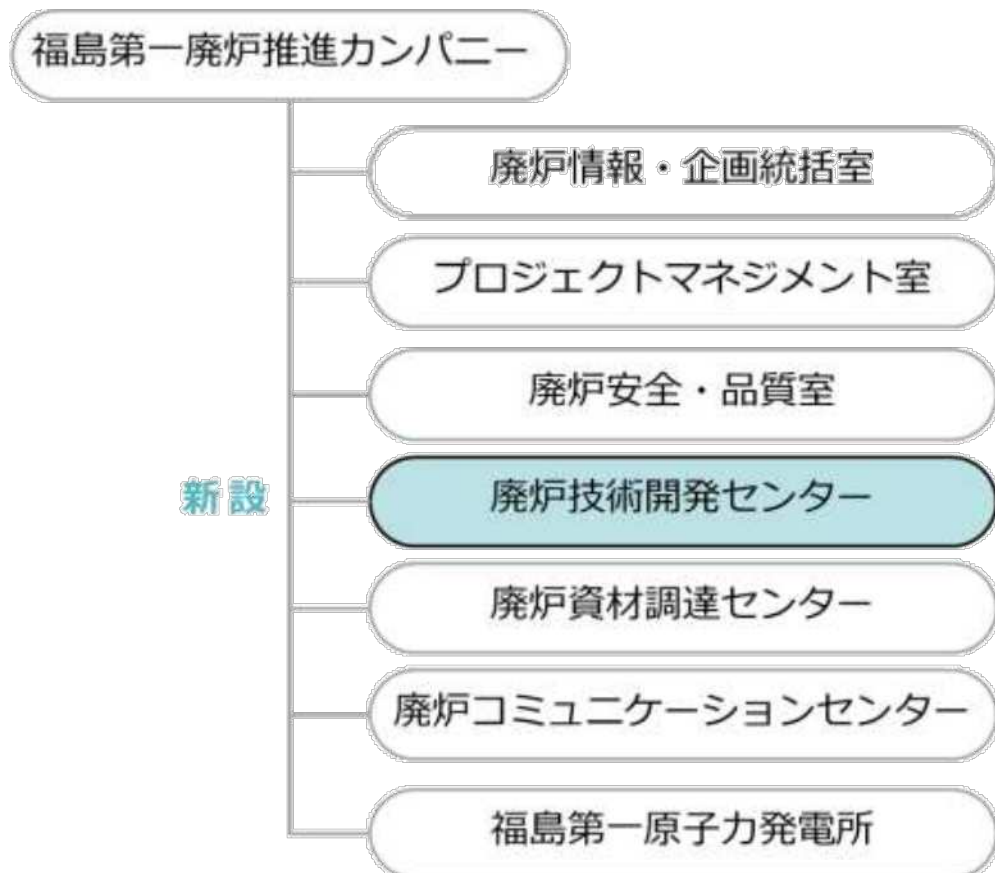 福島第一廃炉推進カンパニー
廃炉情報・企画統括室
プロジェクトマネジメント室
廃炉安全・品質室
新設
廃炉技術開発センター
廃炉資材調達センター
廃炉コミュニケーションセンター
福島第一原子力発電所